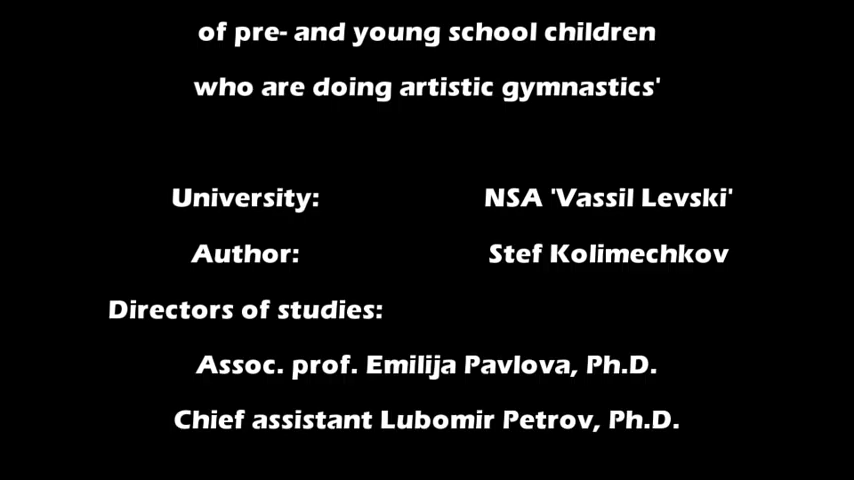 of pre- and young school children
who are doing artistic gymnastics'
University: NSA 'Vassil Levski'
Author: Stef Kolimechkov
Directors of studies:
Assoc. prof. Emilija Pavlova, Ph.D.
Chief assistant Lubomir Petrov, Ph.D.